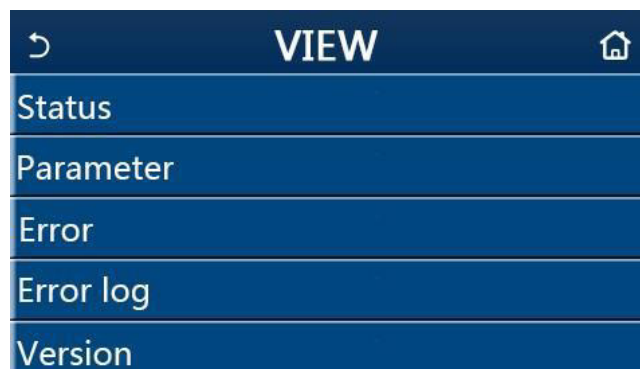 VIEW
Status
Parameter
Error
Error log
Version